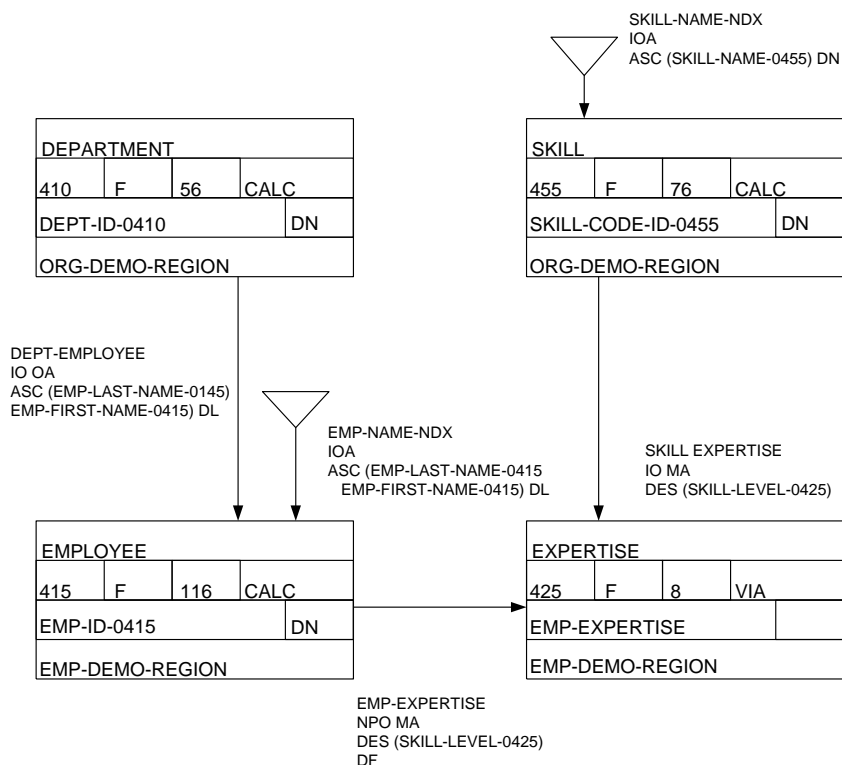 SKILL-NAME-NDX
IOA
ASC (SKILL-NAME-0455) DN
DEPARTMENT
410 F 56 CALC
DEPT-ID-0410 DN
ORG-DEMO-REGION
SKILL
455 F 76 CALC
SKILL-CODE-ID-0455 DN
ORG-DEMO-REGION
DEPT-EMPLOYEE
IO OA
ASC (EMP-LAST-NAME-0145)
EMP-FIRST-NAME-0415) DL
EMP-NAME-NDX
IOA
ASC (EMP-LAST-NAME-0415
EMP-FIRST-NAME-0415) DL
SKILL EXPERTISE
IO MA
DES (SKILL-LEVEL-0425)
EMPLOYEE
415 F 116 CALC
EMP-ID-0415 DN
EMP-DEMO-REGION
EXPERTISE
425 F 8 VIA
EMP-EXPERTISE
EMP-DEMO-REGION
EMP-EXPERTISE
NPO MA
DES (SKILL-LEVEL-0425)